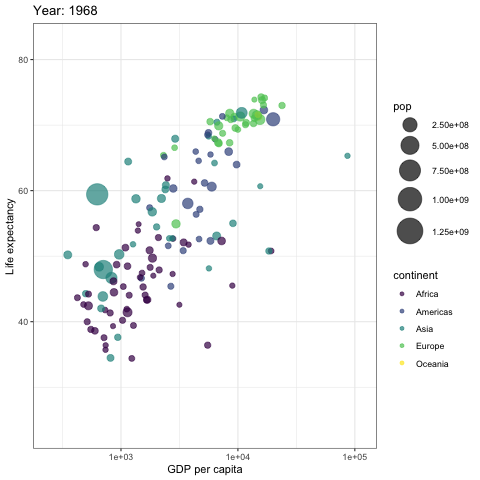 Year: 1968
80
60
40
Life expectancy
1e+03
1e+04
1e+05
GDP per capita
pop
2.50e+08
5.00e+08
7.50e+08
1.00e+09
1.25e+09
continent
Africa
Americas
Asia
Europe
Oceania